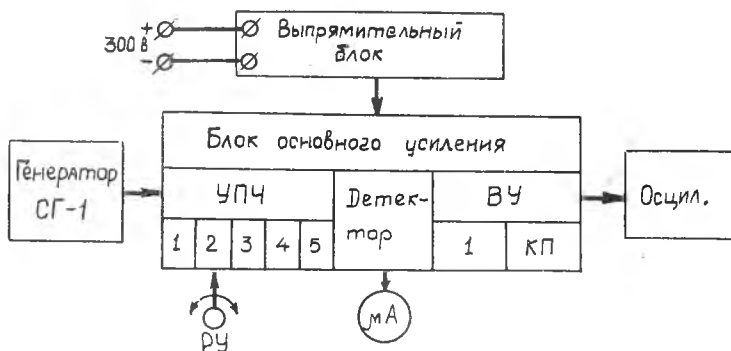 +
300 в
-
Выпрямительный
блок
Блок основного усиления
Генератор
СГ-1
УПЧ
Детек-
тор
ВУ
Осцил.
1 2 3 4 5
1 КП
мА
РУ